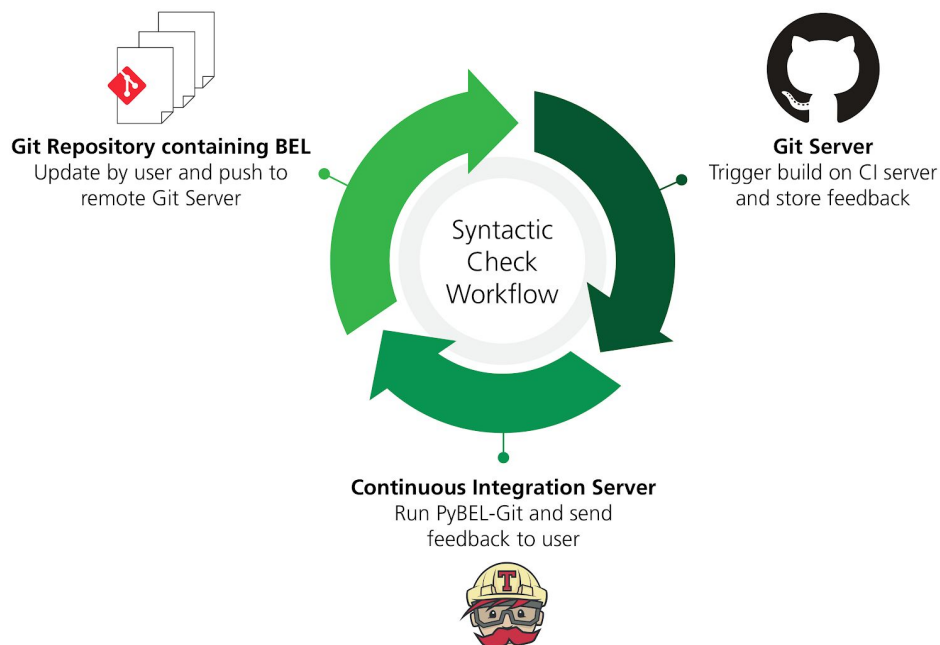 Git Repository containing BEL
Update by user and push to
remote Git Server
Git Server
Trigger build on CI server
and store feedback
Syntactic
Check
Workflow
Continuous Integration Server
Run PyBEL-Git and send
feedback to user
T